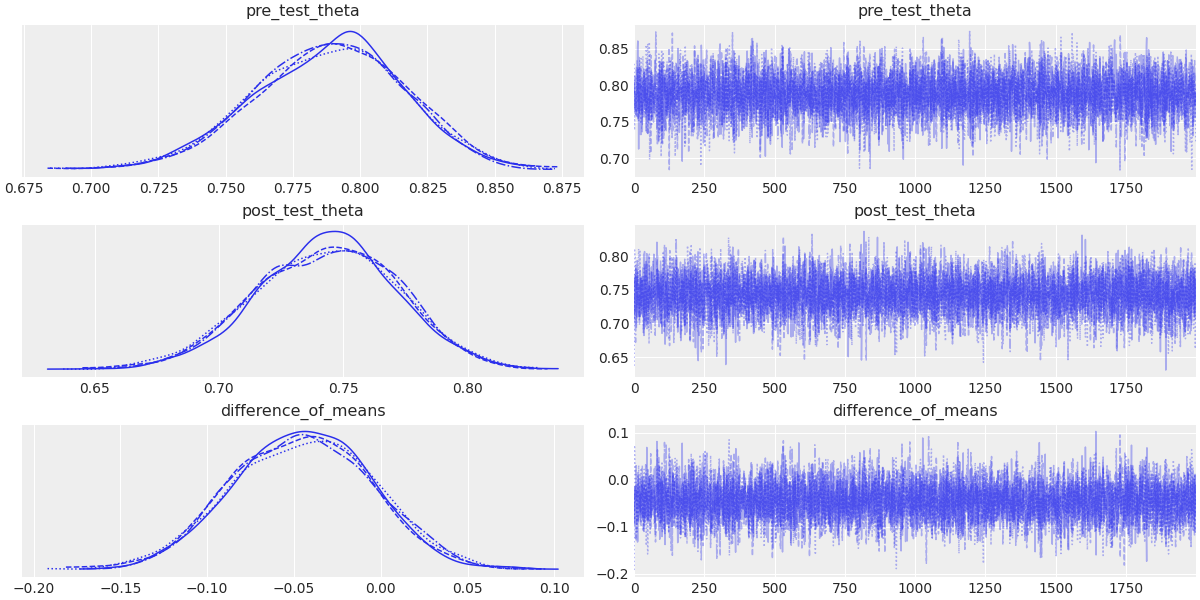 pre_test_theta pre_test_theta
0.85
0.80
0.75
0.70
0.675 0.700 0.725 0.750 0.775 0.800 0.825 0.850 0.875 0 250 500 750 1000 1250 1500 1750
post_test_theta post_test_theta
0.80
0.75
0.70
0.65
0.65 0.70 0.75 0.80 0 250 500 750 1000 1250 1500 1750
difference_of_means difference_of_means
0.1
0.0
−0.1
−0.2
−0.20 −0.15 −0.10 −0.05 0.00 0.05 0.10 0 250 500 750 1000 1250 1500 1750